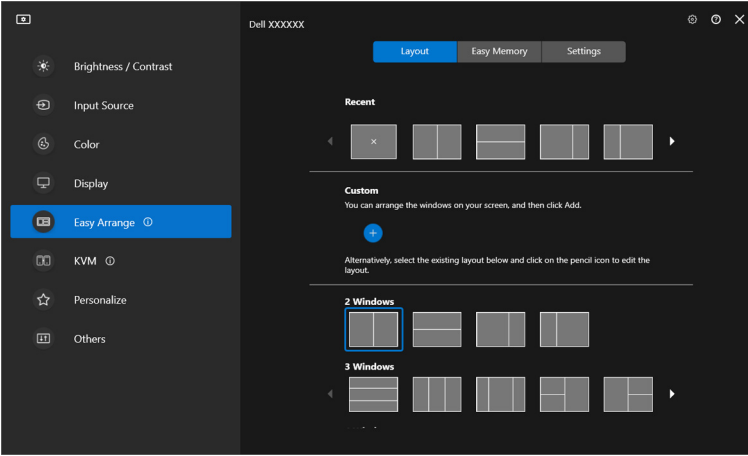 Dell XXXXXX
Brightness / Contrast
Input Source
Color
Display
Easy Arrange
KVM
Personalize
Others
Layout Easy Memory Settings
Recent
Custom
You can arrange the windows on your screen, and then click Add.
Alternatively, select the existing layout below and click on the pencil icon to edit the
layout.
2 Windows
3 Windows